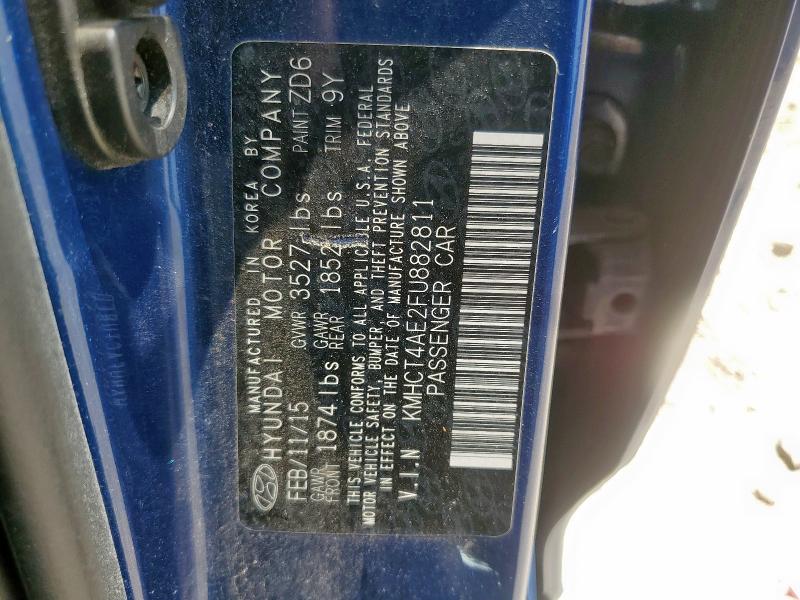 MANUFACTURED IN KOREA BY
HYUNDAI MOTOR COMPANY
FEB/11/15 GVWR 3527 lbs PAINT ZD6
GAWR FRONT 1874 lbs GAWR REAR 1852 lbs TRIM 9Y
THIS VEHICLE CONFORMS TO ALL APPLICABLE U.S.A. FEDERAL
MOTOR VEHICLE SAFETY, BUMPER AND THEFT PREVENTION STANDARDS
IN EFFECT ON THE DATE OF MANUFACTURE SHOWN ABOVE
V.I.N KMHCT4AE2FU882811
PASSENGER CAR